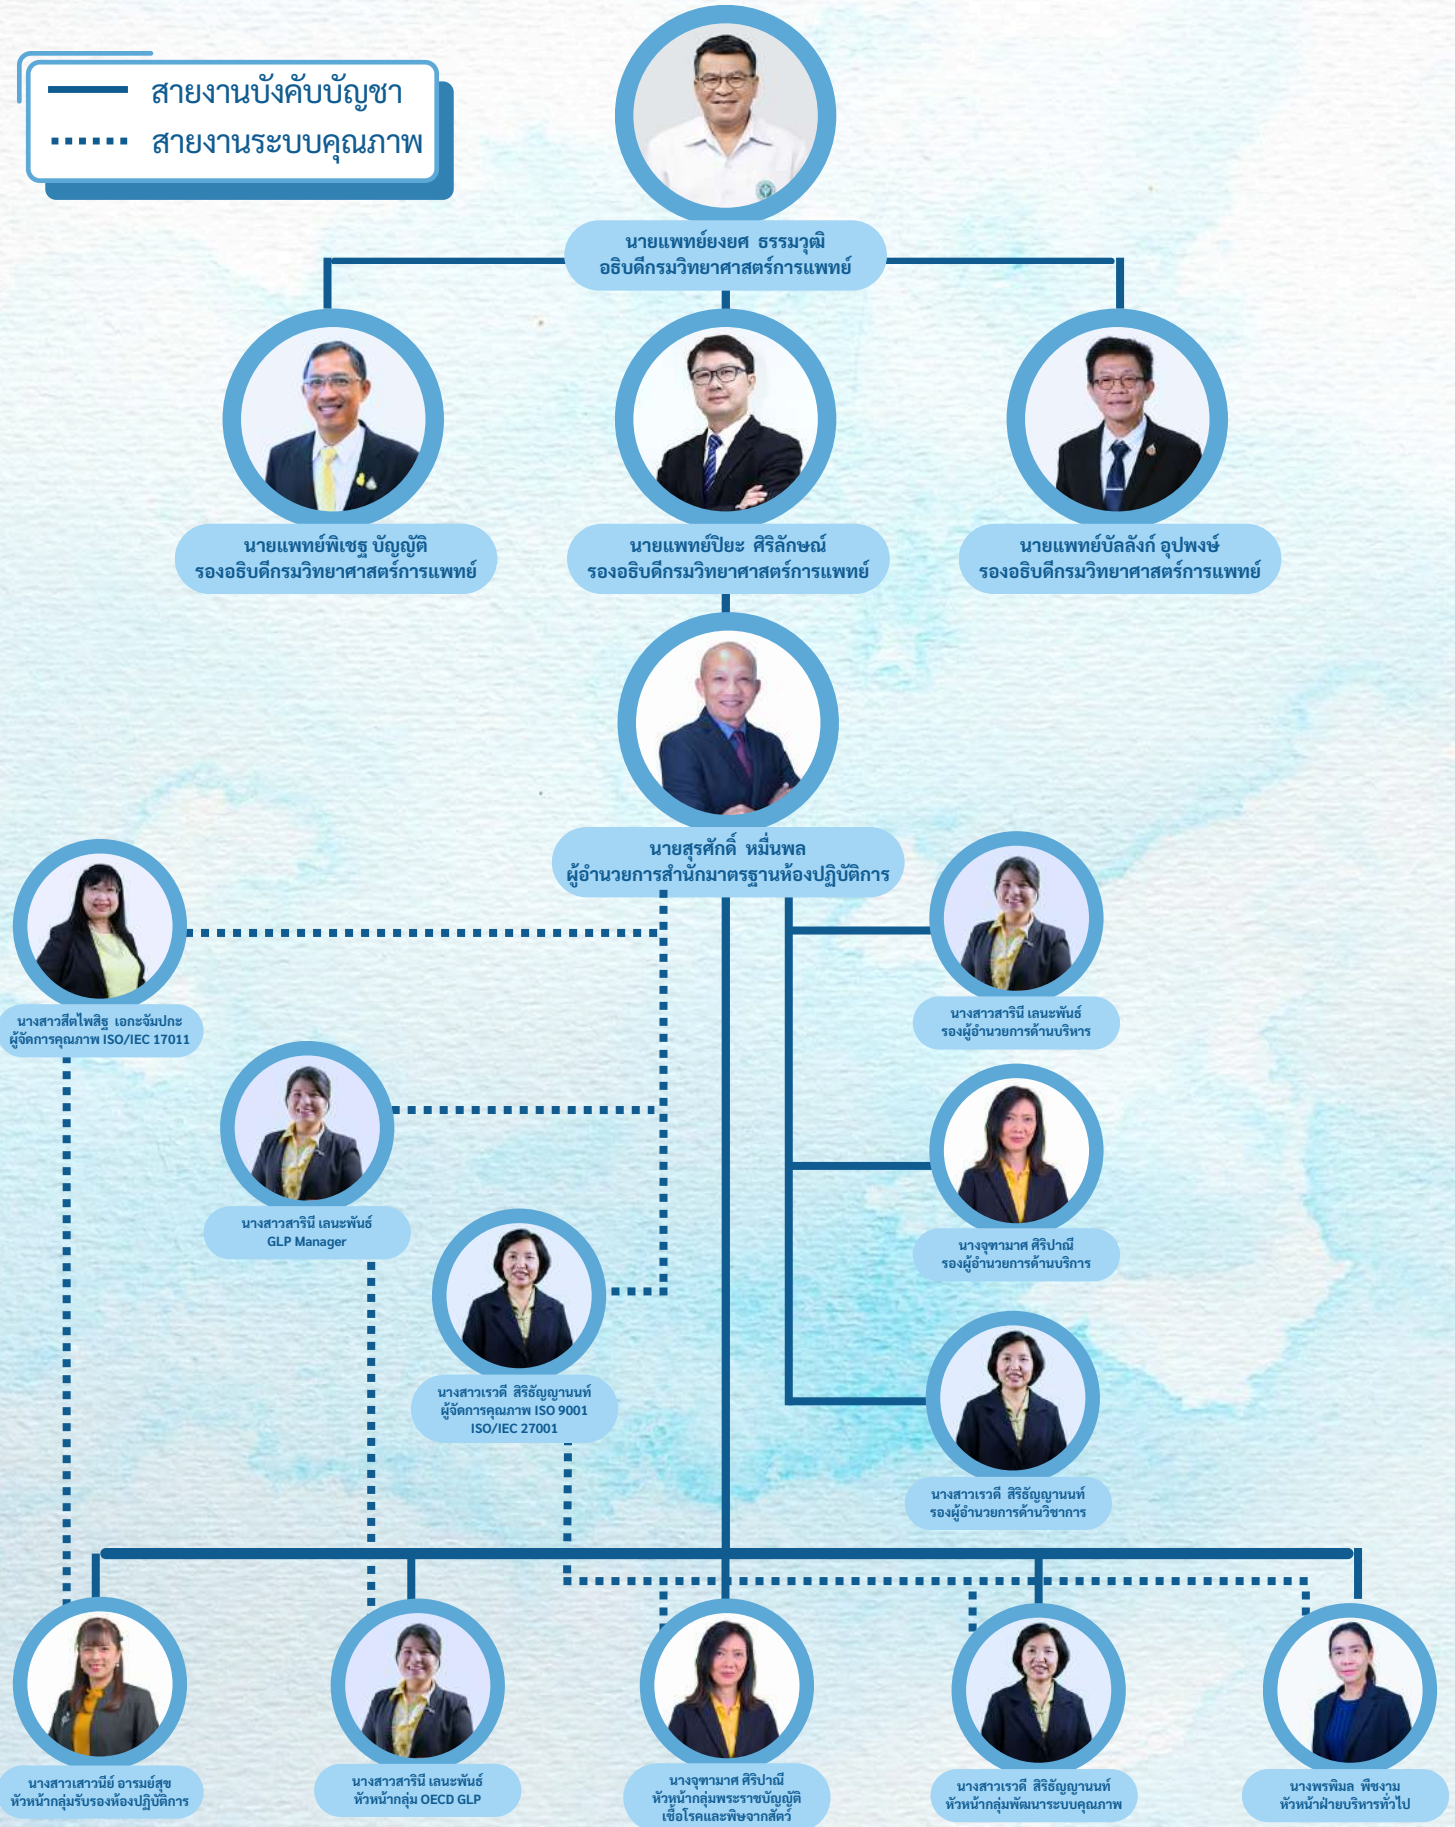 สายงานบังคับบัญชา
สายงานระบบคุณภาพ
นายแพทย์ยงยศ ธรรมวุฒิ
อธิบดีกรมวิทยาศาสตร์การแพทย์
นายแพทย์พิเชฐ บัญญัติ
รองอธิบดีกรมวิทยาศาสตร์การแพทย์
นายแพทย์ปิยะ ศิริลักษณ์
รองอธิบดีกรมวิทยาศาสตร์การแพทย์
นายแพทย์บัลลังก์ อุปพงษ์
รองอธิบดีกรมวิทยาศาสตร์การแพทย์
นายสุรศักดิ์ หมื่นพล
ผู้อำนวยการสำนักมาตรฐานห้องปฏิบัติการ
นางสาวสีตไพสิฐ เอกะจัมปกะ
ผู้จัดการคุณภาพ ISO/IEC 17011
นางสาวสารินี เลนะพันธ์
รองผู้อำนวยการด้านบริหาร
นางสาวสารินี เลนะพันธ์
GLP Manager
นางจุฑามาศ ศิริปาณี
รองผู้อำนวยการด้านบริการ
นางสาวเรวดี สิริธัญญานนท์
ผู้จัดการคุณภาพ ISO 9001
ISO/IEC 27001
นางสาวเรวดี สิริธัญญานนท์
รองผู้อำนวยการด้านวิชาการ
นางสาวเสาวนีย์ อารมย์สุข
หัวหน้ากลุ่มรับรองห้องปฏิบัติการ
นางสาวสารินี เลนะพันธ์
หัวหน้ากลุ่ม OECD GLP
นางจุฑามาศ ศิริปาณี
หัวหน้ากลุ่มพระราชบัญญัติ
เชื้อโรคและพิษจากสัตว์
นางสาวเรวดี สิริธัญญานนท์
หัวหน้ากลุ่มพัฒนาระบบคุณภาพ
นางพรพิมล พืชงาม
หัวหน้าฝ่ายบริหารทั่วไป